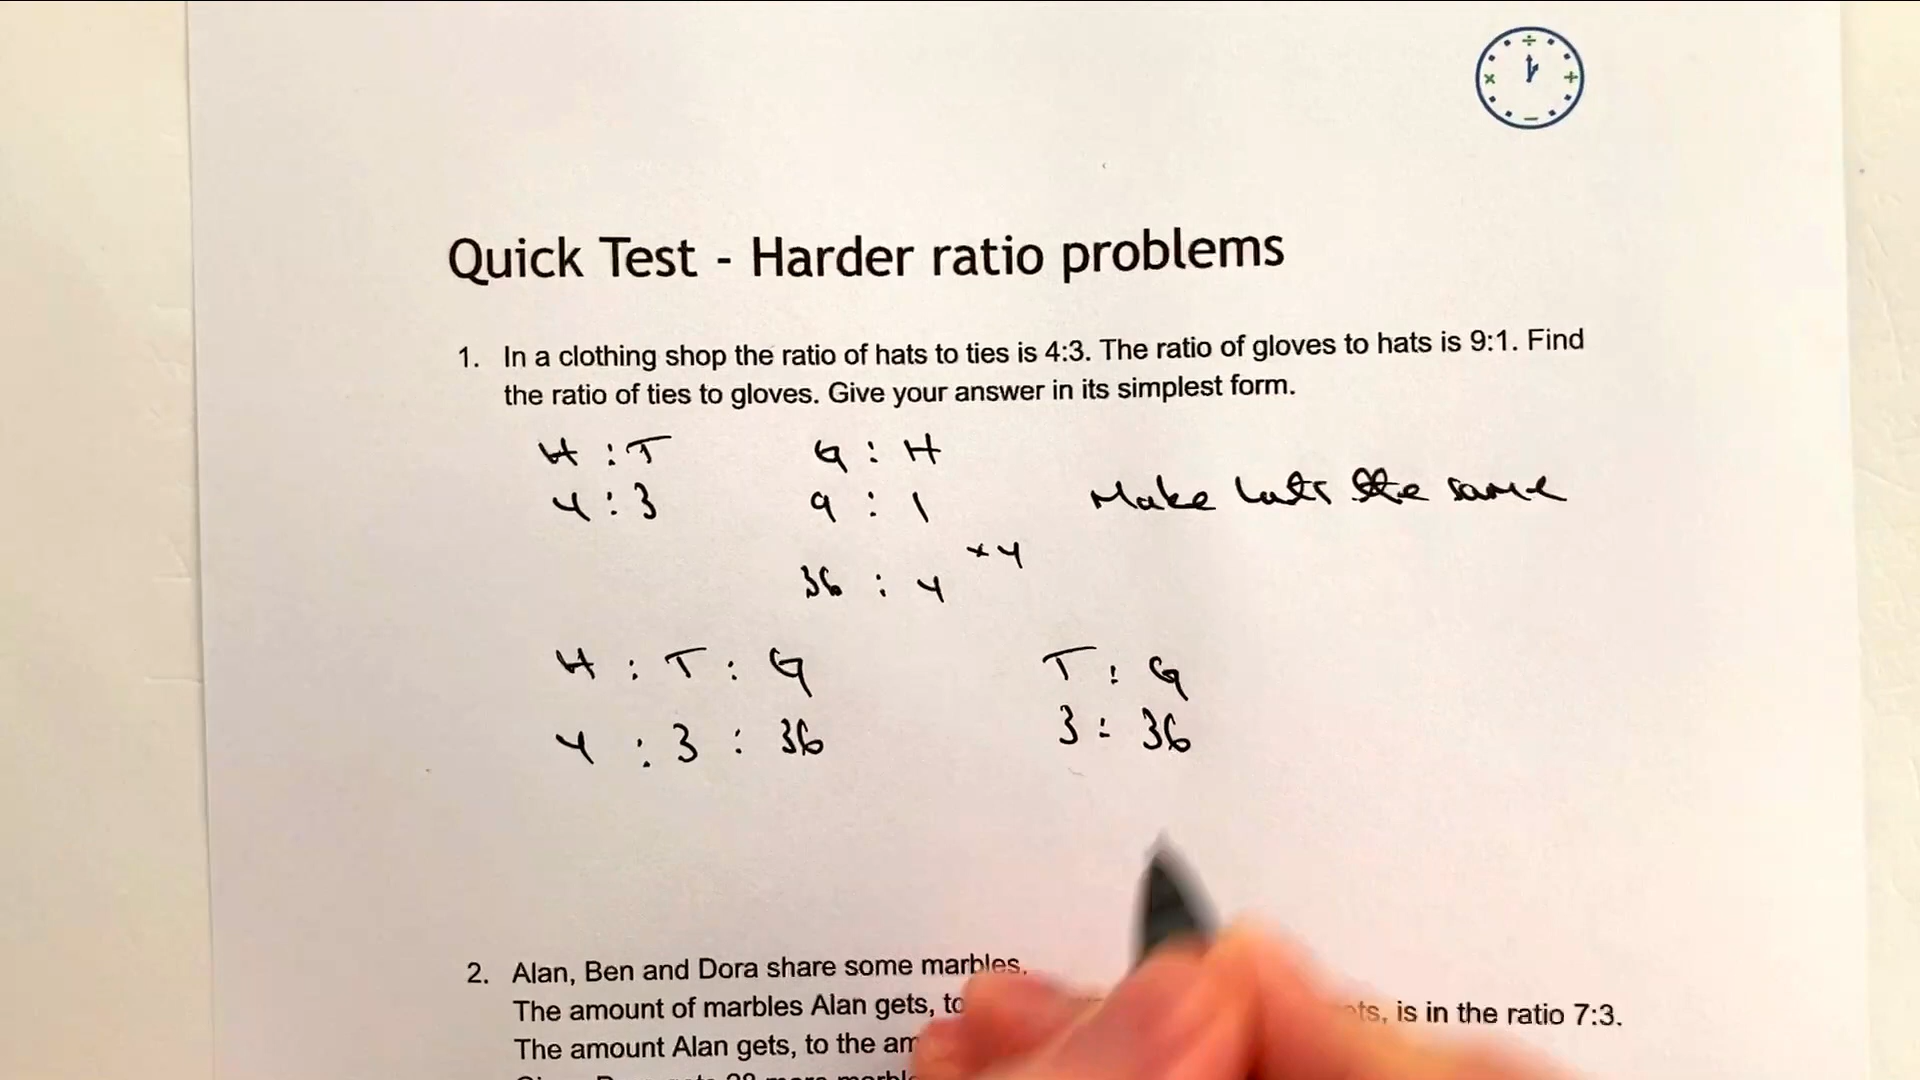 Quick Test - Harder ratio problems
1. In a clothing shop the ratio of hats to ties is 4:3. The ratio of gloves to hats is 9:1. Find
the ratio of ties to gloves. Give your answer in its simplest form.
H : T G : H
4 : 3 9 : 1 Make hats the same
×4
36 : 4
H : T : G T : G
4 : 3 : 36 3 : 36
2. Alan, Ben and Dora share some marbles.
The amount of marbles Alan gets, to is in the ratio 7:3.
The amount Alan gets, to the